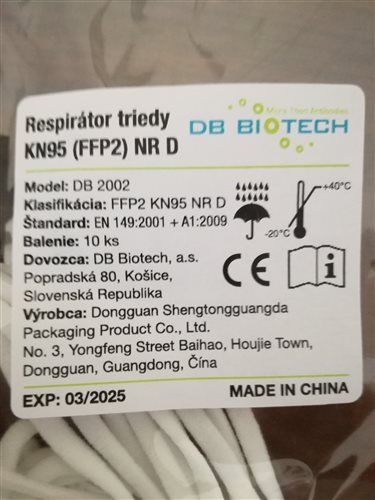 Respirátor triedy
KN95 (FFP2) NR D
More Than Antibodies
DB BIOTECH
Model: DB 2002
Klasifikácia: FFP2 KN95 NR D
Štandard: EN 149:2001 + A1:2009
Balenie: 10 ks
Dovozca: DB Biotech, a.s.
Popradská 80, Košice,
Slovenská Republika
+40°C
-20°C
CE
i
Výrobca: Dongguan Shengtongguangda
Packaging Product Co., Ltd.
No. 3, Yongfeng Street Baihao, Houjie Town,
Dongguan, Guangdong, Čína
EXP: 03/2025
MADE IN CHINA